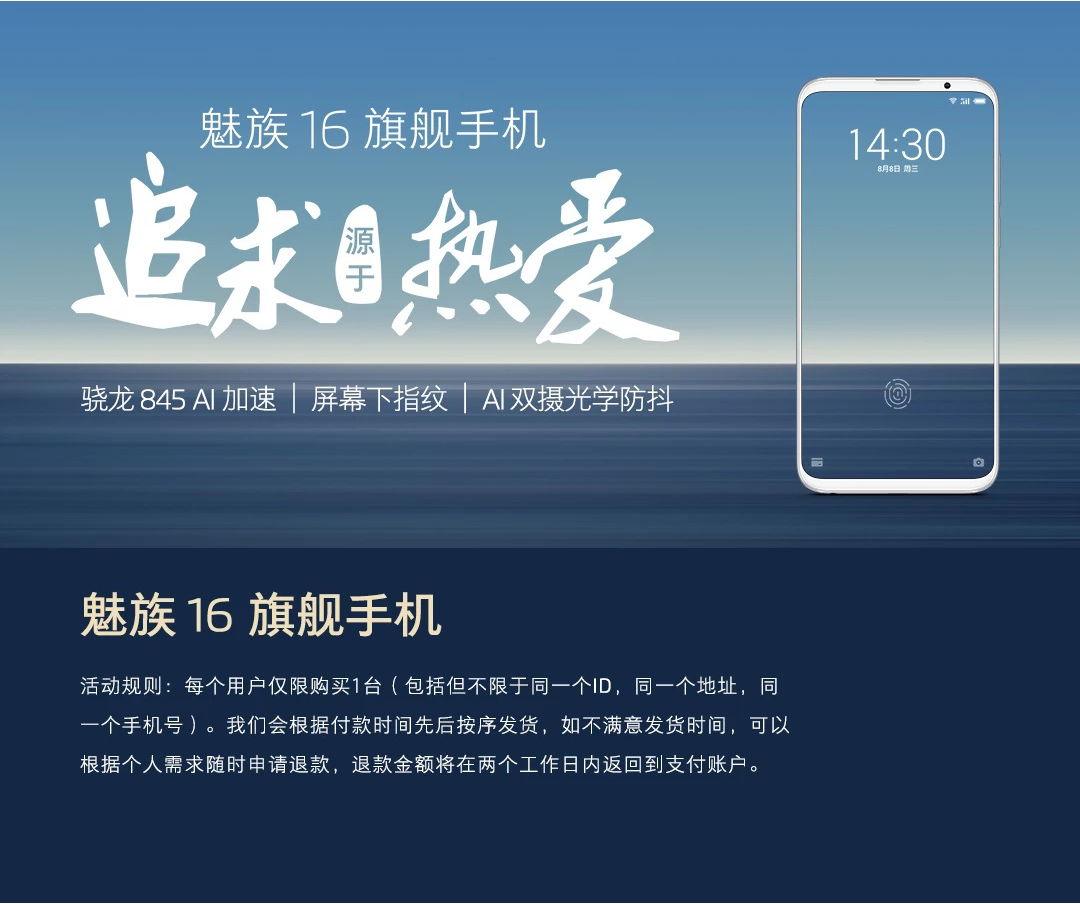 魅族 16 旗舰手机
追求源于热爱
骁龙 845 AI 加速｜屏幕下指纹｜AI 双摄光学防抖
14:30
8月8日 周三
魅族 16 旗舰手机
活动规则：每个用户仅限购买1台（包括但不限于同一个ID，同一个地址，同
一个手机号）。我们会根据付款时间先后按序发货，如不满意发货时间，可以
根据个人需求随时申请退款，退款金额将在两个工作日内返回到支付账户。